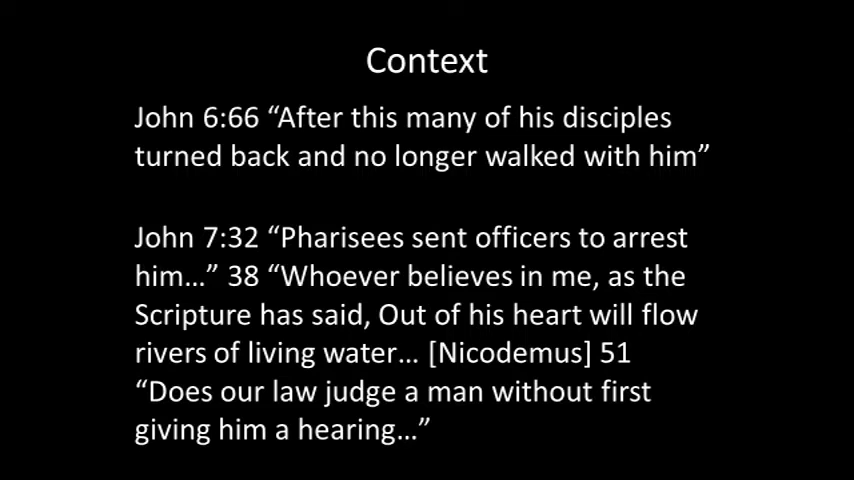 Context
John 6:66 “After this many of his disciples
turned back and no longer walked with him”
John 7:32 “Pharisees sent officers to arrest
him…” 38 “Whoever believes in me, as the
Scripture has said, Out of his heart will flow
rivers of living water… [Nicodemus] 51
“Does our law judge a man without first
giving him a hearing…”